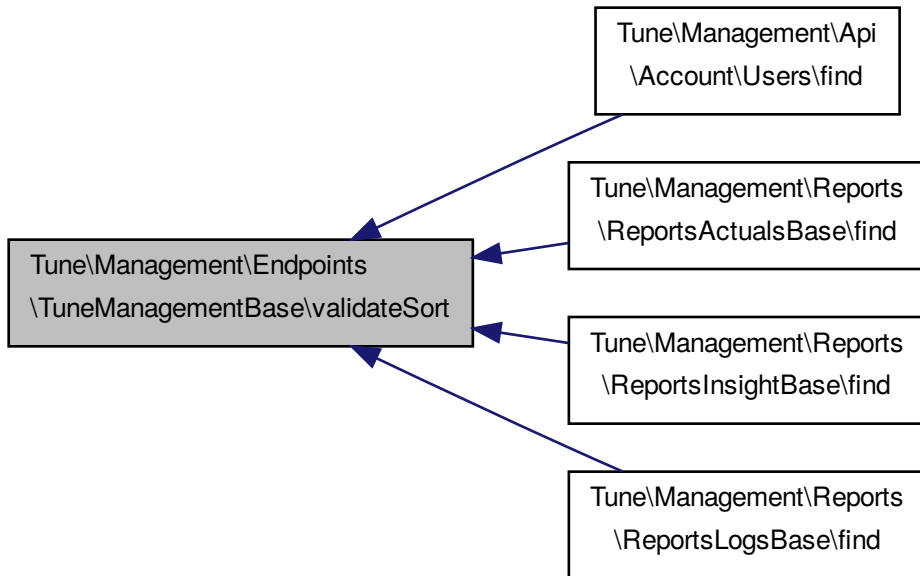 Tune\Management\Api
\Account\Users\find
Tune\Management\Reports
\ReportsActualsBase\find
Tune\Management\Endpoints
\TuneManagementBase\validateSort
Tune\Management\Reports
\ReportsInsightBase\find
Tune\Management\Reports
\ReportsLogsBase\find